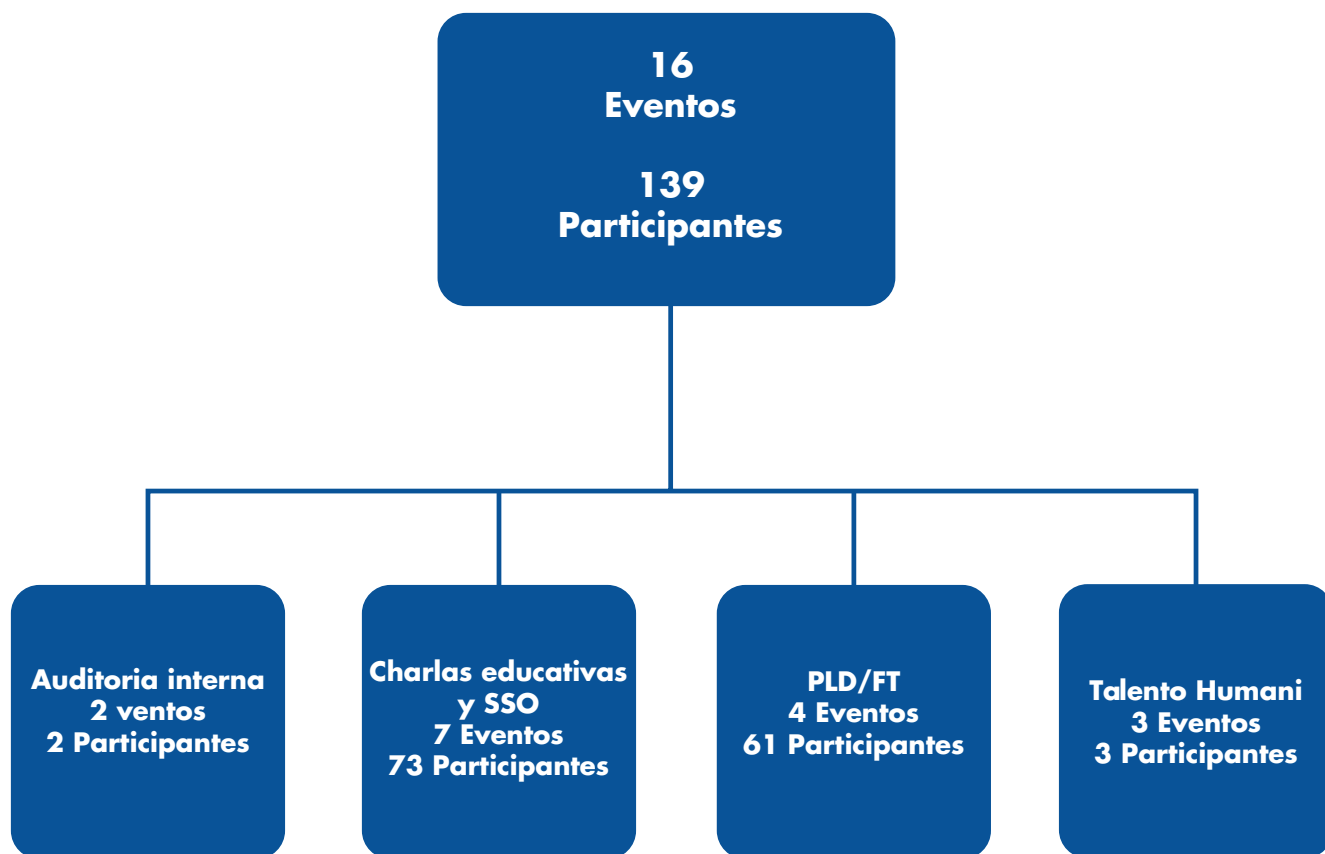 16
Eventos
139
Participantes
Auditoria interna
2 ventos
2 Participantes
Charlas educativas
y SSO
7 Eventos
73 Participantes
PLD/FT
4 Eventos
61 Participantes
Talento Humani
3 Eventos
3 Participantes